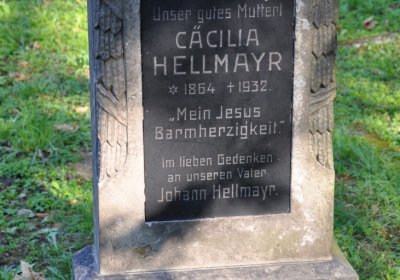 Unser gutes Mutterl
CÄCILIA
HELLMAYR
* 1864 † 1932.
„Mein Jesus
Barmherzigkeit."
Im lieben Gedenken
an unseren Vater
Johann Hellmayr.